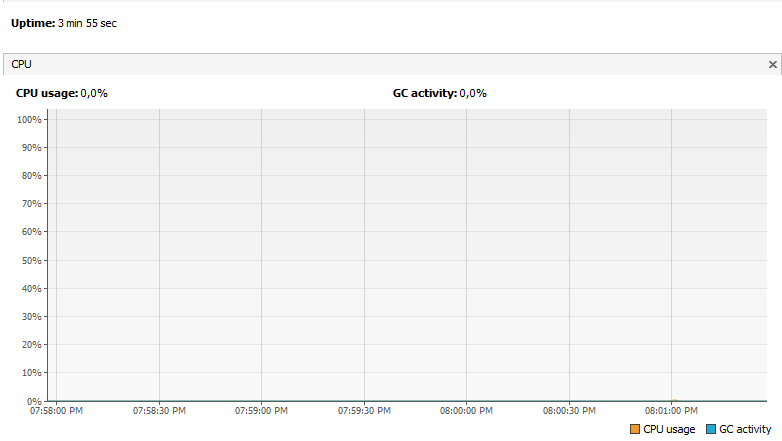 Uptime: 3 min 55 sec
CPU
CPU usage: 0,0% GC activity: 0,0%
100%
90%
80%
70%
60%
50%
40%
30%
20%
10%
0%
07:58:00 PM 07:58:30 PM 07:59:00 PM 07:59:30 PM 08:00:00 PM 08:00:30 PM 08:01:00 PM
CPU usage GC activity